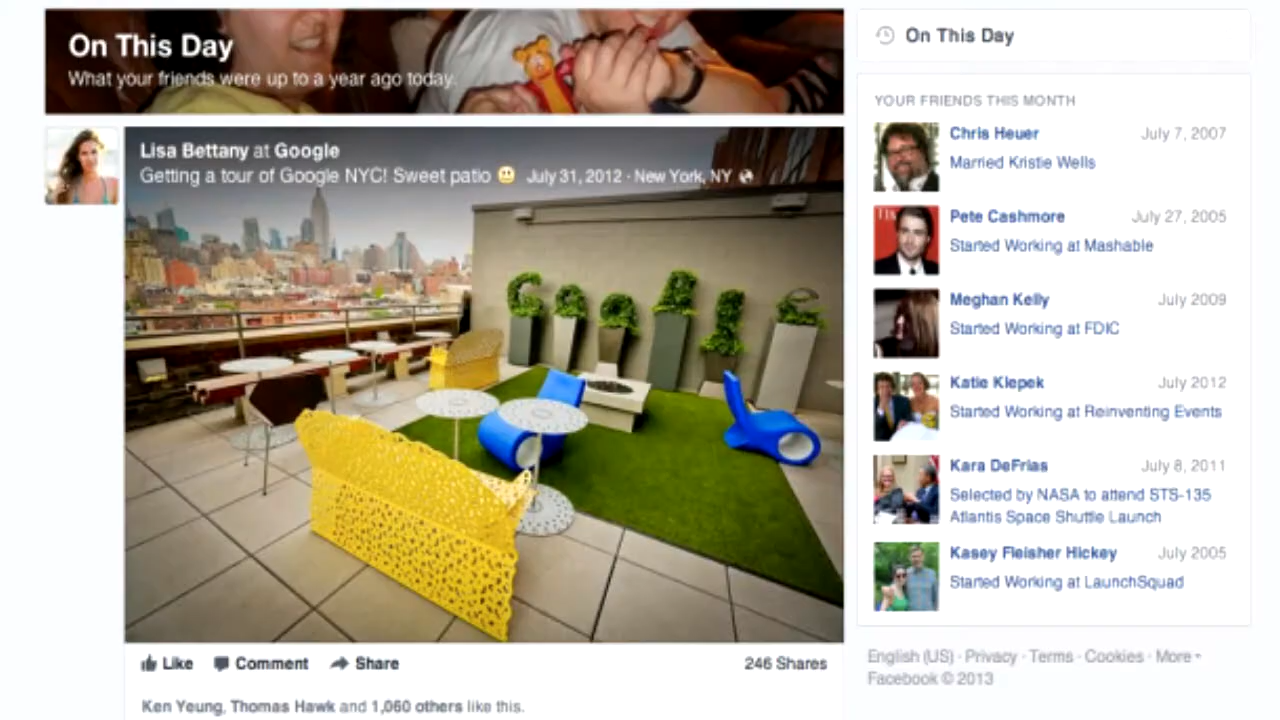 On This Day
What your friends were up to a year ago today.
Lisa Bettany at Google
Getting a tour of Google NYC! Sweet patio July 31, 2012 · New York, NY
Google
Like Comment Share 246 Shares
Ken Yeung, Thomas Hawk and 1,060 others like this.
On This Day
YOUR FRIENDS THIS MONTH
Chris Heuer July 7, 2007
Married Kristie Wells
Pete Cashmore July 27, 2005
Started Working at Mashable
Meghan Kelly July 2009
Started Working at FDIC
Katie Klepek July 2012
Started Working at Reinventing Events
Kara DeFrias July 8, 2011
Selected by NASA to attend STS-135
Atlantis Space Shuttle Launch
Kasey Fleisher Hickey July 2005
Started Working at LaunchSquad
English (US) · Privacy · Terms · Cookies · More
Facebook © 2013